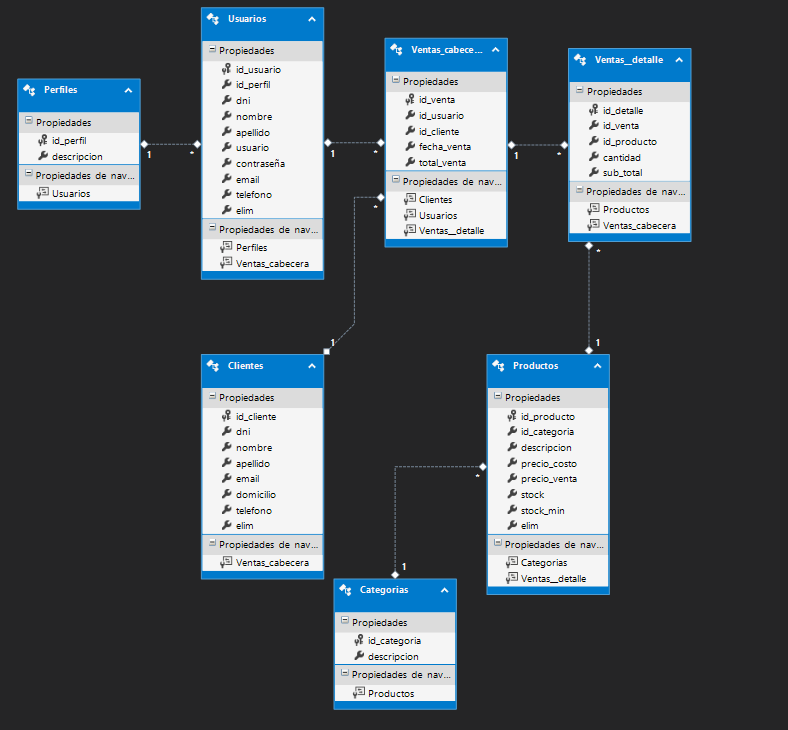 Perfiles
Propiedades
id_perfil
descripcion
Propiedades de nav...
Usuarios
1
*
Usuarios
Propiedades
id_usuario
id_perfil
dni
nombre
apellido
usuario
contraseña
email
telefono
elim
Propiedades de nav...
Perfiles
Ventas_cabecera
1
*
Ventas_cabece...
Propiedades
id_venta
id_usuario
id_cliente
fecha_venta
total_venta
Propiedades de nav...
Clientes
Usuarios
Ventas__detalle
1
*
Ventas__detalle
Propiedades
id_detalle
id_venta
id_producto
cantidad
sub_total
Propiedades de nav...
Productos
Ventas_cabecera
*
1
*
1
Clientes
Propiedades
id_cliente
dni
nombre
apellido
email
domicilio
telefono
elim
Propiedades de nav...
Ventas_cabecera
Productos
Propiedades
id_producto
id_categoria
descripcion
precio_costo
precio_venta
stock
stock_min
elim
Propiedades de nav...
Categorias
Ventas__detalle
*
1
Categorias
Propiedades
id_categoria
descripcion
Propiedades de nav...
Productos